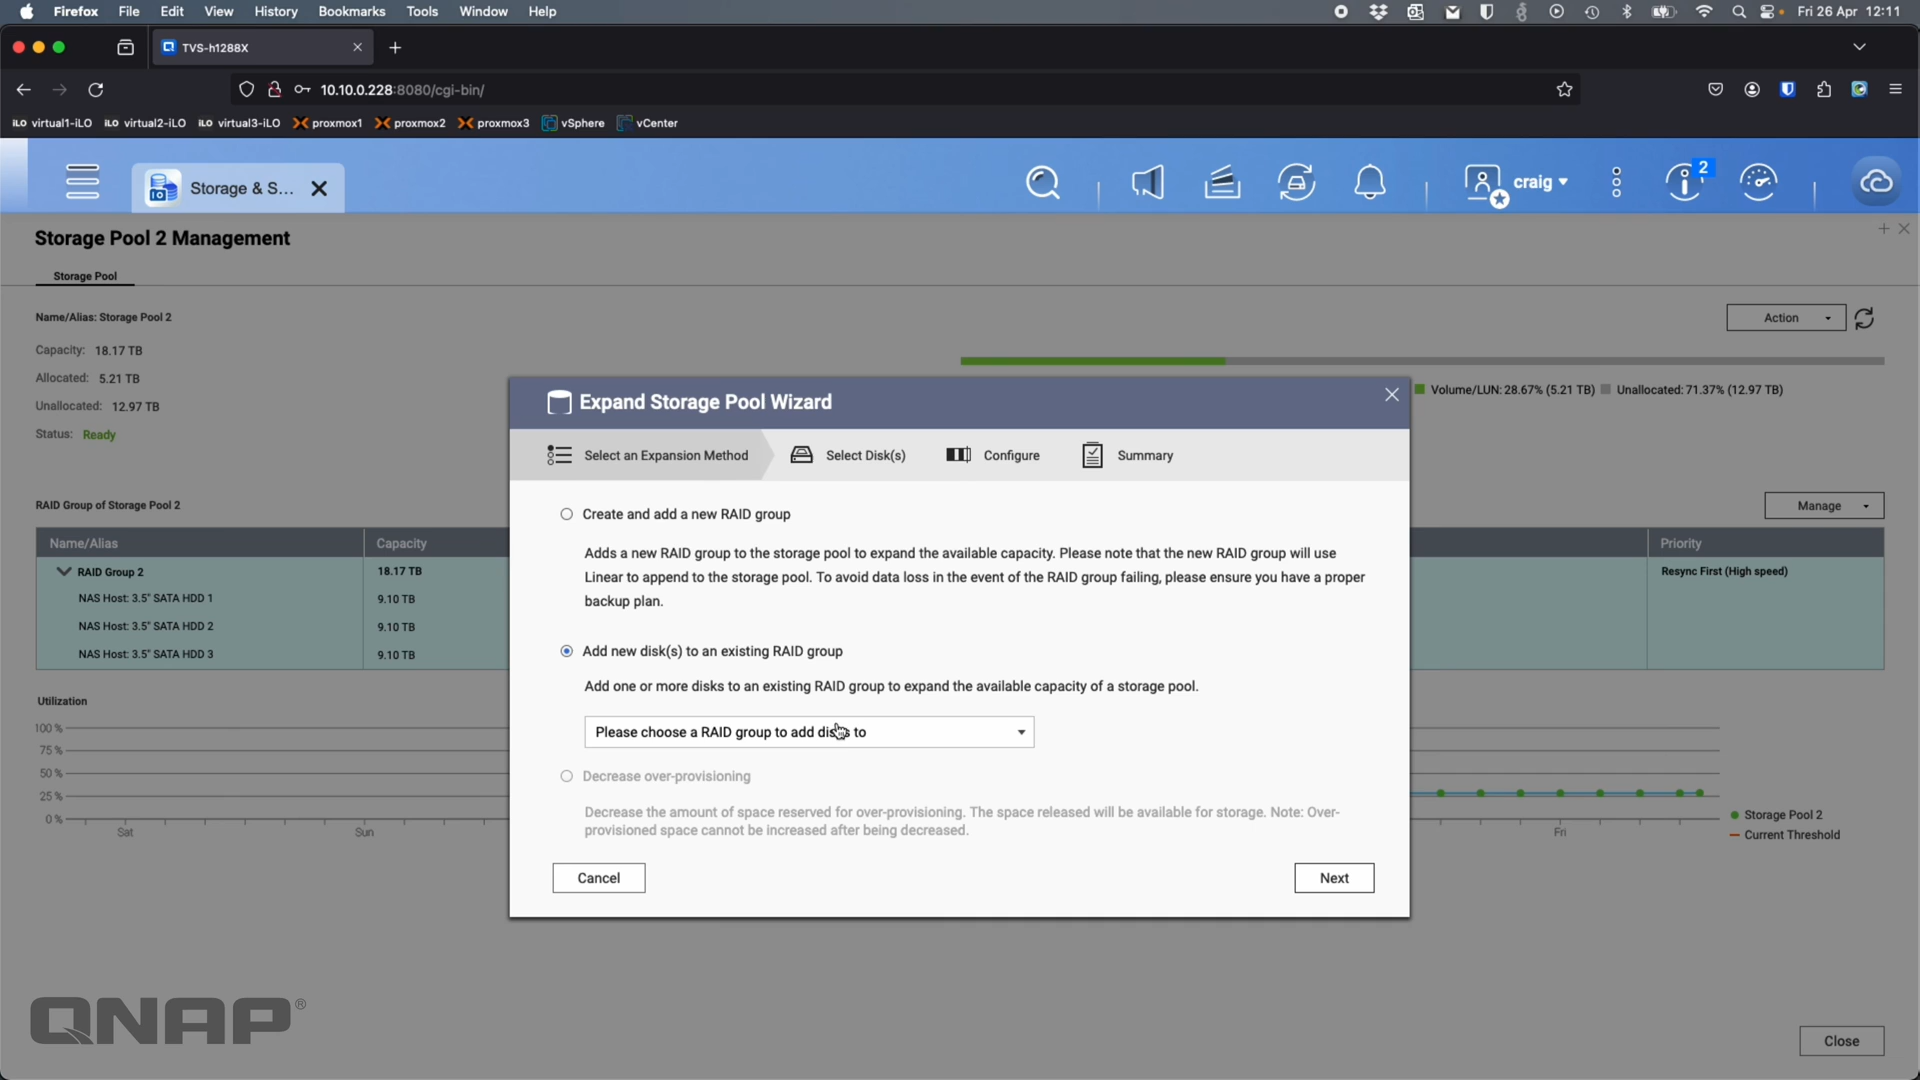 Firefox File Edit View History Bookmarks Tools Window Help Fri 26 Apr 12:11
TVS-h1288X
10.10.0.228:8080/cgi-bin/
iLO virtual1-iLO iLO virtual2-iLO iLO virtual3-iLO proxmox1 proxmox2 proxmox3 vSphere vCenter
Storage & S... craig 2
Storage Pool 2 Management
Storage Pool
Name/Alias: Storage Pool 2
Action
Capacity: 18.17 TB
Allocated: 5.21 TB
Volume/LUN: 28.67% (5.21 TB) Unallocated: 71.37% (12.97 TB)
Unallocated: 12.97 TB
Status: Ready
Expand Storage Pool Wizard
Select an Expansion Method Select Disk(s) Configure Summary
Create and add a new RAID group
Adds a new RAID group to the storage pool to expand the available capacity. Please note that the new RAID group will use
Linear to append to the storage pool. To avoid data loss in the event of the RAID group failing, please ensure you have a proper
backup plan.
Add new disk(s) to an existing RAID group
Add one or more disks to an existing RAID group to expand the available capacity of a storage pool.
Please choose a RAID group to add disks to
Decrease over-provisioning
Decrease the amount of space reserved for over-provisioning. The space released will be available for storage. Note: Over-
provisioned space cannot be increased after being decreased.
Cancel Next
RAID Group of Storage Pool 2
Manage
Name/Alias Capacity Priority
RAID Group 2 18.17 TB Resync First (High speed)
NAS Host: 3.5" SATA HDD 1 9.10 TB
NAS Host: 3.5" SATA HDD 2 9.10 TB
NAS Host: 3.5" SATA HDD 3 9.10 TB
Utilization
100 %
75 %
50 %
25 %
0 %
Sat Sun Fri
Storage Pool 2
Current Threshold
QNAP®
Close